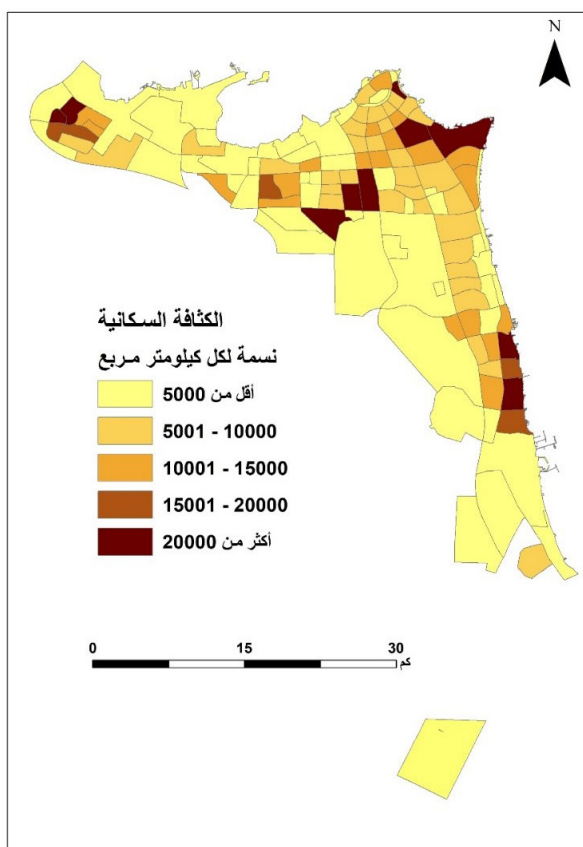 N
الكثافة السكانية
نسمة لكل كيلومتر مربع
أقل من 5000
5001 - 10000
10001 - 15000
15001 - 20000
أكثر من 20000
0 15 30
كم